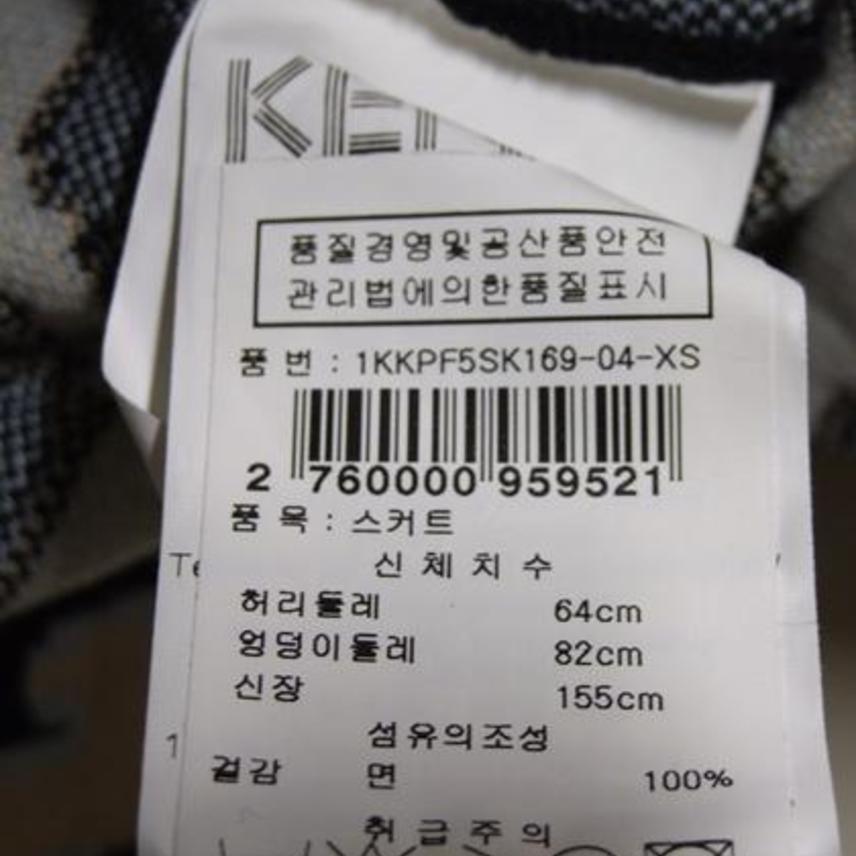 품질경영및공산품안전
관리법에의한품질표시
품 번 : 1KKPF5SK169-04-XS
2 760000 959521
품 목 : 스커트
신 체 치 수
허리둘레 64cm
엉덩이둘레 82cm
신장 155cm
섬유의조성
겉감 면 100%
취 급 주 의